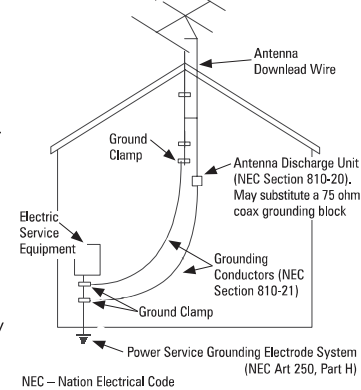 Antenna
Downlead Wire
Ground
Clamp
Antenna Discharge Unit
(NEC Section 810-20).
May substitute a 75 ohm
coax grounding block
Electric
Service
Equipment
Grounding
Conductors (NEC
Section 810-21)
Ground Clamp
Power Service Grounding Electrode System
(NEC Art 250, Part H)
NEC – Nation Electrical Code